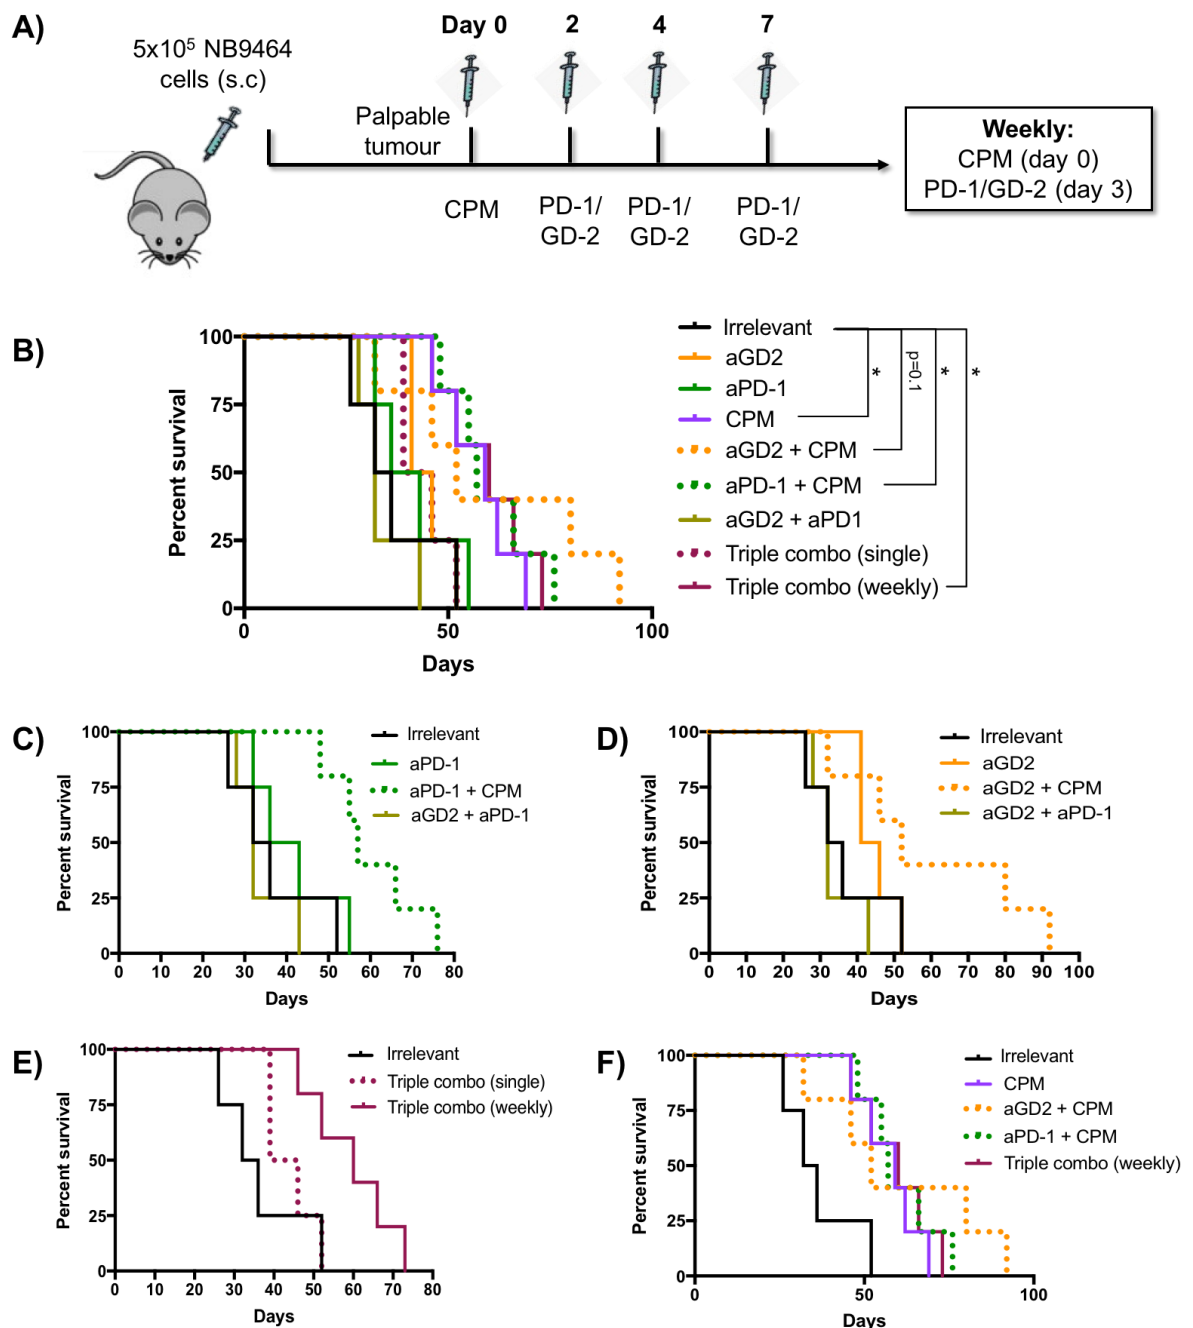 A)
5x10⁵ NB9464
cells (s.c)
Day 0
2
4
7
Palpable
tumour
CPM
PD-1/
GD-2
PD-1/
GD-2
PD-1/
GD-2
Weekly:
CPM (day 0)
PD-1/GD-2 (day 3)
B)
Percent survival
100
75
50
25
0
0
50
100
Days
Irrelevant
aGD2
aPD-1
CPM
aGD2 + CPM
aPD-1 + CPM
aGD2 + aPD1
Triple combo (single)
Triple combo (weekly)
*
p=0.1
*
*
C)
Percent survival
100
75
50
25
0
0 10 20 30 40 50 60 70 80
Days
Irrelevant
aPD-1
aPD-1 + CPM
aGD2 + aPD-1
D)
Percent survival
100
75
50
25
0
0 10 20 30 40 50 60 70 80 90 100
Days
Irrelevant
aGD2
aGD2 + CPM
aGD2 + aPD-1
E)
Percent survival
100
75
50
25
0
0 10 20 30 40 50 60 70 80
Days
Irrelevant
Triple combo (single)
Triple combo (weekly)
F)
Percent survival
100
75
50
25
0
0
50
100
Days
Irrelevant
CPM
aGD2 + CPM
aPD-1 + CPM
Triple combo (weekly)